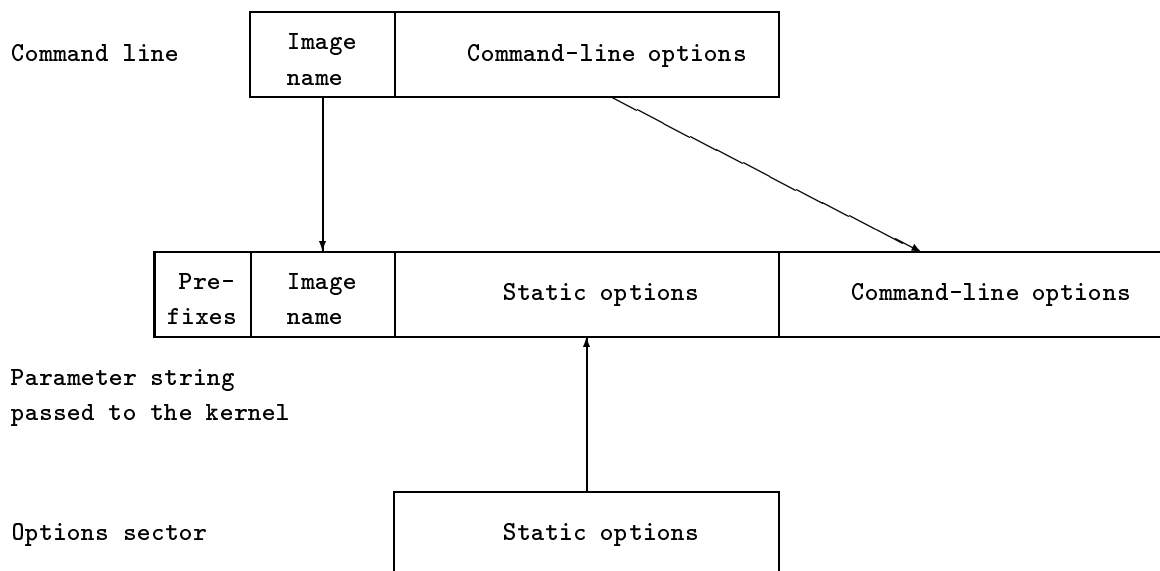 Command line
Image
name
Command-line options
Pre-
fixes
Image
name
Static options
Command-line options
Parameter string
passed to the kernel
Options sector
Static options